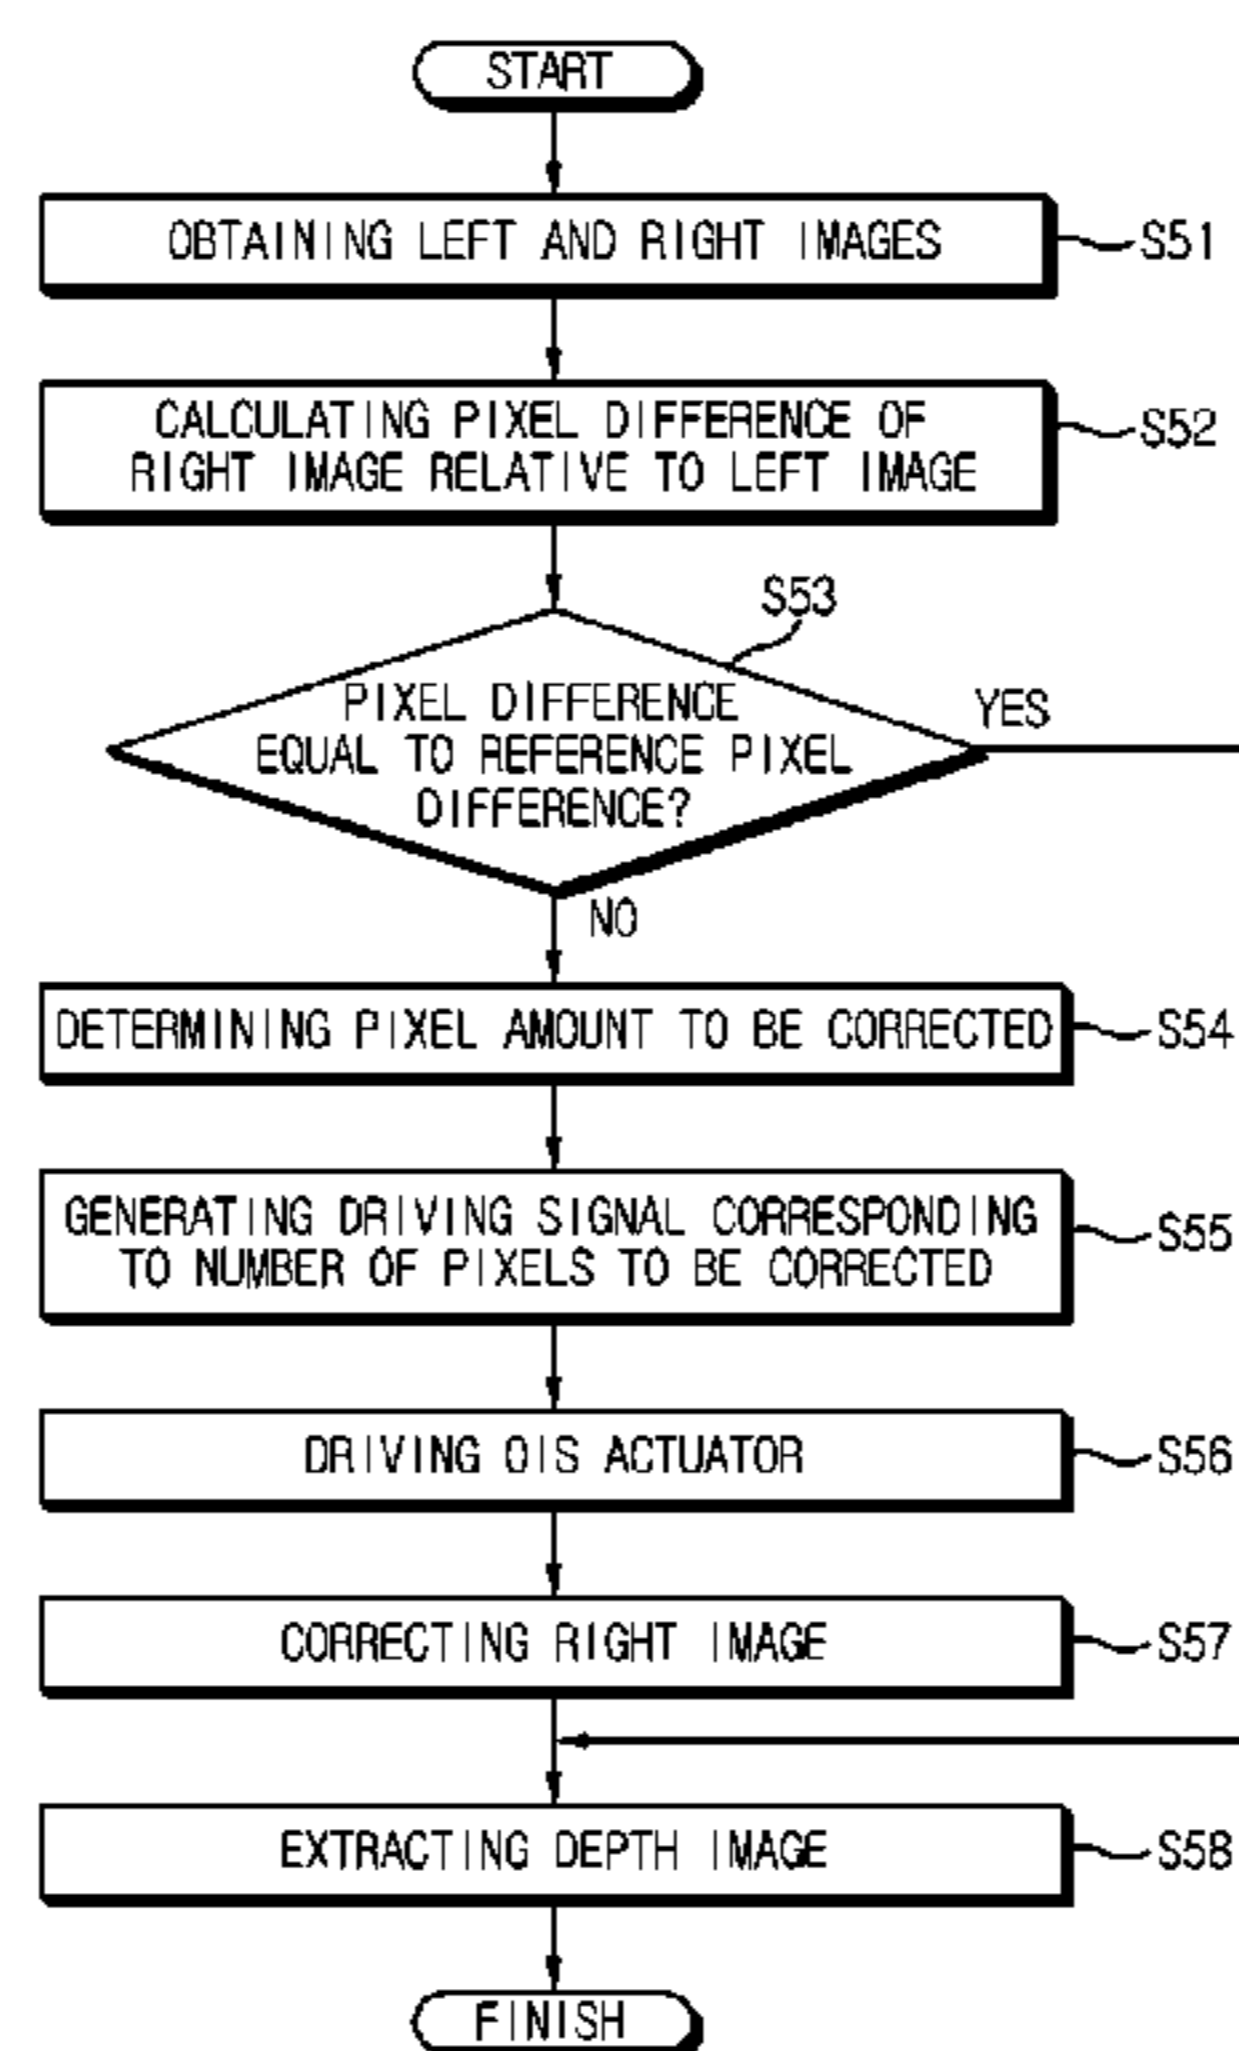 START
OBTAINING LEFT AND RIGHT IMAGES
S51
CALCULATING PIXEL DIFFERENCE OF
RIGHT IMAGE RELATIVE TO LEFT IMAGE
S52
S53
PIXEL DIFFERENCE
EQUAL TO REFERENCE PIXEL
DIFFERENCE?
YES
NO
DETERMINING PIXEL AMOUNT TO BE CORRECTED
S54
GENERATING DRIVING SIGNAL CORRESPONDING
TO NUMBER OF PIXELS TO BE CORRECTED
S55
DRIVING OIS ACTUATOR
S56
CORRECTING RIGHT IMAGE
S57
EXTRACTING DEPTH IMAGE
S58
FINISH